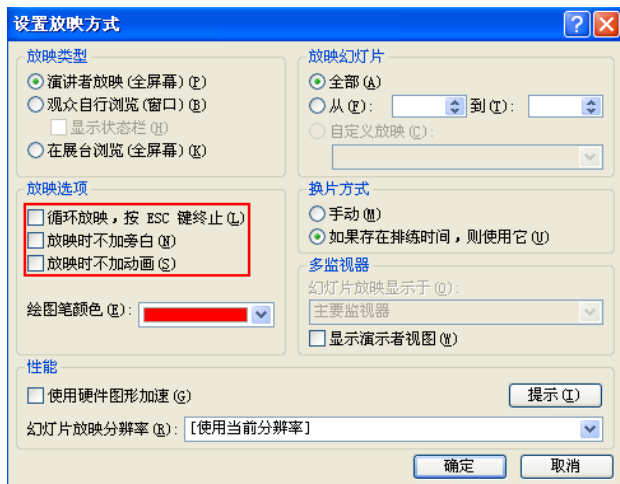 设置放映方式
放映类型
演讲者放映(全屏幕)(P)
观众自行浏览(窗口)(B)
显示状态栏(H)
在展台浏览(全屏幕)(K)
放映幻灯片
全部(A)
从(F): 到(T):
自定义放映(C):
放映选项
循环放映，按 ESC 键终止(L)
放映时不加旁白(N)
放映时不加动画(S)
绘图笔颜色(E):
换片方式
手动(M)
如果存在排练时间，则使用它(U)
多监视器
幻灯片放映显示于(O):
主要监视器
显示演示者视图(W)
性能
使用硬件图形加速(G)
提示(I)
幻灯片放映分辨率(R): [使用当前分辨率]
确定 取消